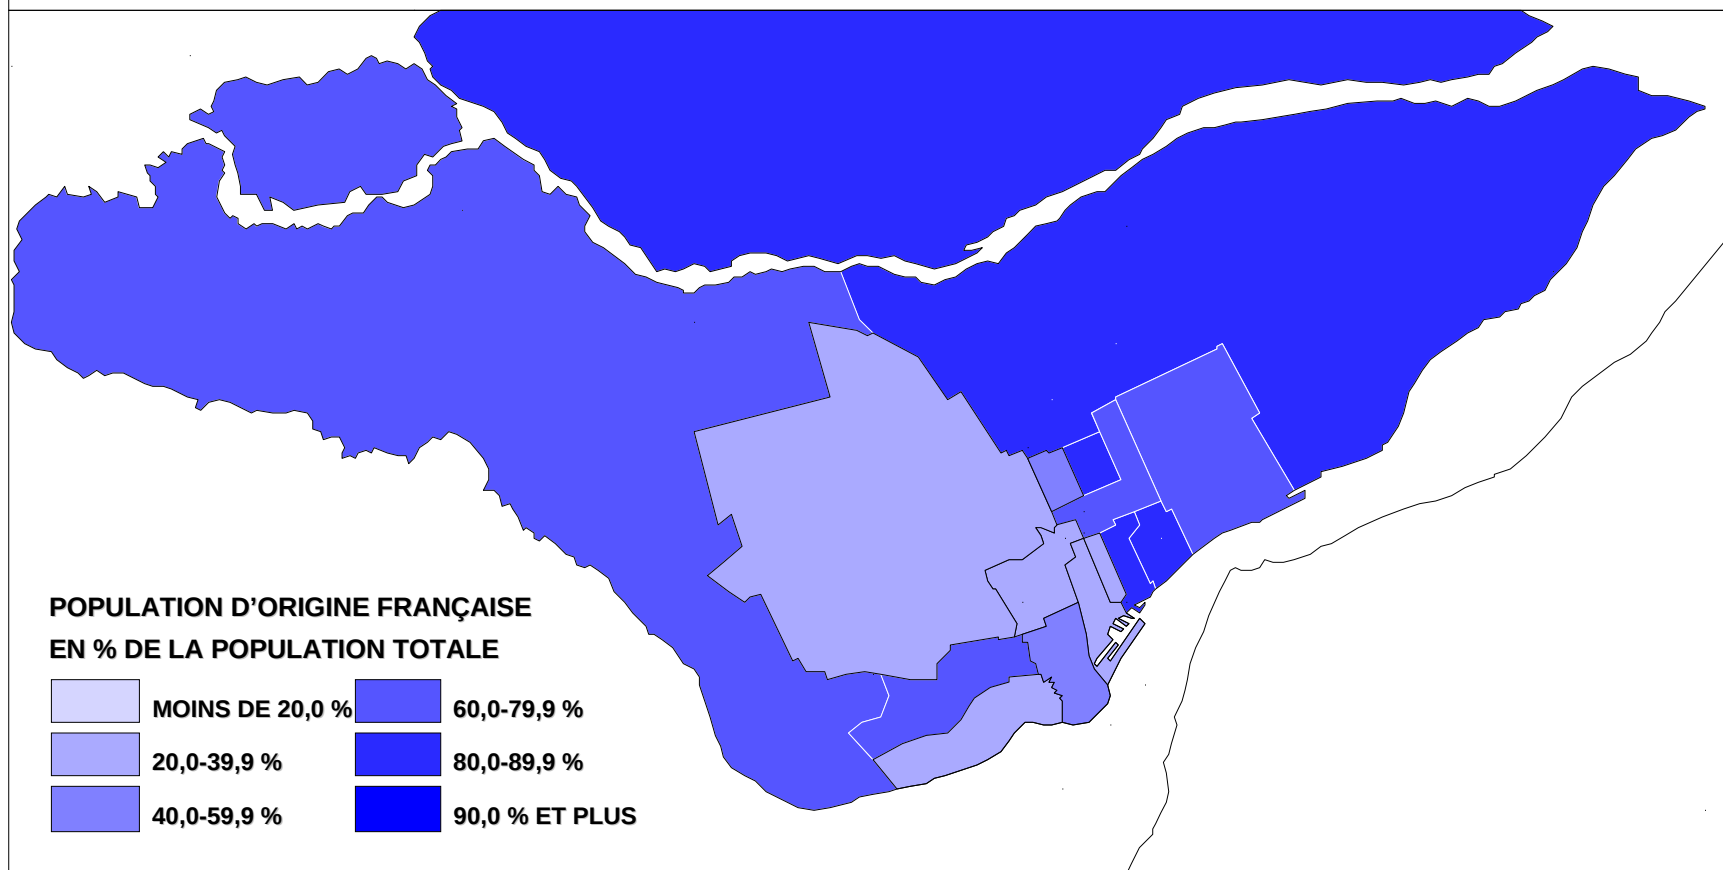 POPULATION D’ORIGINE FRANÇAISE
EN % DE LA POPULATION TOTALE
MOINS DE 20,0 %
20,0-39,9 %
40,0-59,9 %
60,0-79,9 %
80,0-89,9 %
90,0 % ET PLUS